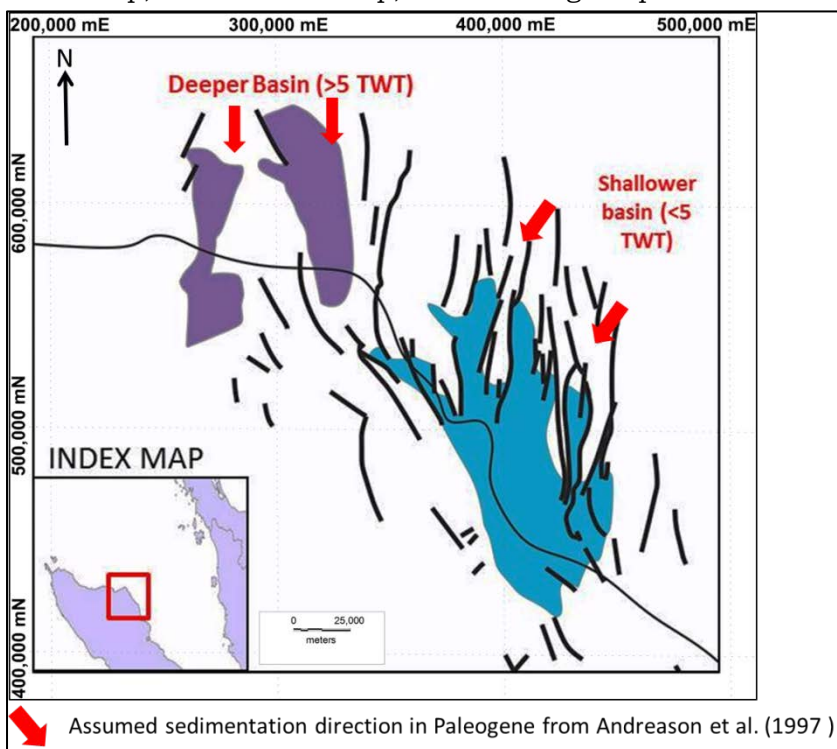 200,000 mE 300,000 mE 400,000 mE 500,000 mE
N
Deeper Basin (>5 TWT)
Shallower
basin (<5
TWT)
600,000 mN
500,000 mN
400,000 mN
INDEX MAP
0 25,000
meters
Assumed sedimentation direction in Paleogene from Andreason et al. (1997 )